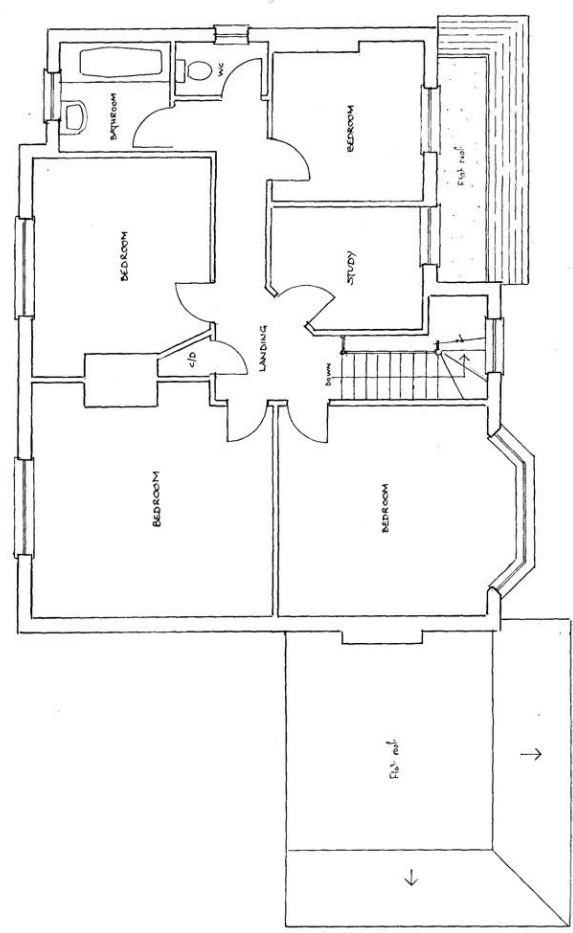 WC
BATHROOM
BEDROOM
Flat roof
BEDROOM
STUDY
C/D
LANDING
DOWN
BEDROOM
BEDROOM
Flat roof